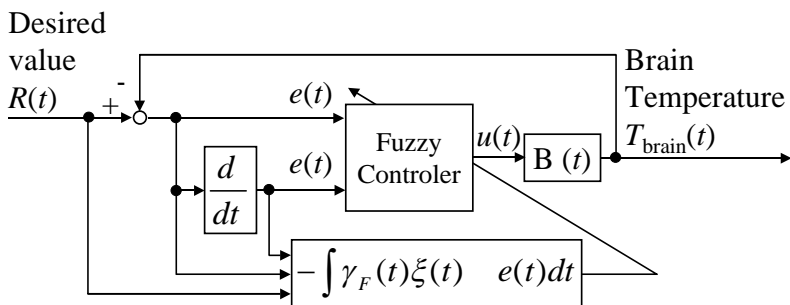 Desired
value
R(t)
-
+
e(t)
d
dt
e(t)
Fuzzy
Controler
u(t)
B (t)
Brain
Temperature
T_brain(t)
− ∫ γ_F(t)ξ(t) e(t)dt